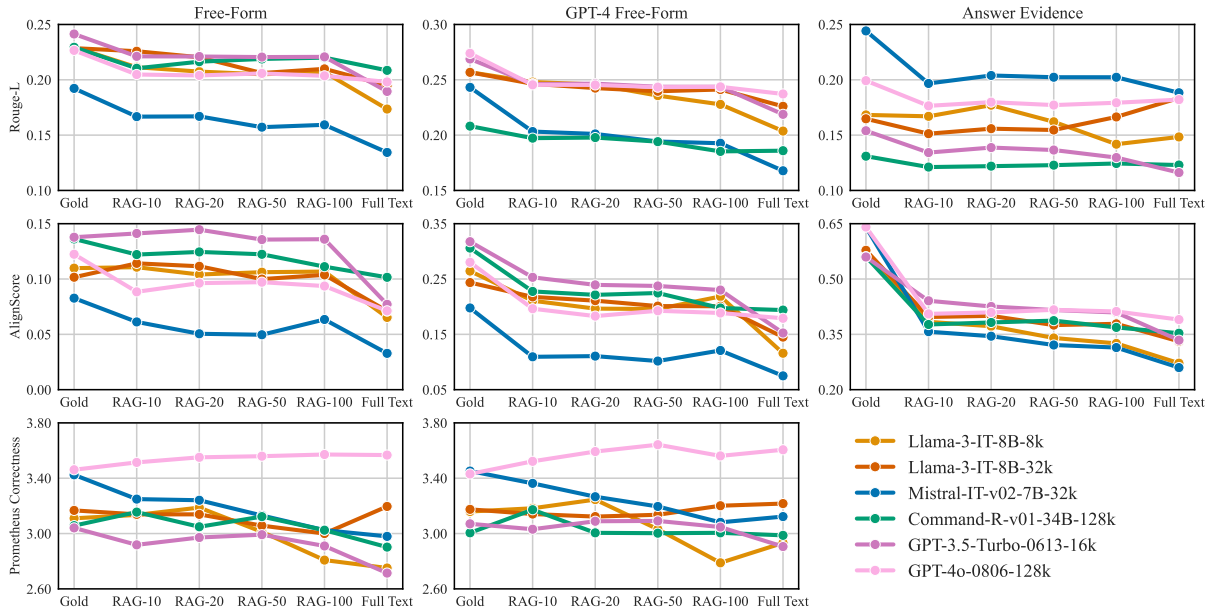 Free-Form
GPT-4 Free-Form
Answer Evidence
Rouge-L
0.25
0.20
0.15
0.10
Gold RAG-10 RAG-20 RAG-50 RAG-100 Full Text
0.30
0.25
0.20
0.15
Gold RAG-10 RAG-20 RAG-50 RAG-100 Full Text
0.25
0.20
0.15
0.10
Gold RAG-10 RAG-20 RAG-50 RAG-100 Full Text
AlignScore
0.15
0.10
0.05
0.00
Gold RAG-10 RAG-20 RAG-50 RAG-100 Full Text
0.35
0.25
0.15
0.05
Gold RAG-10 RAG-20 RAG-50 RAG-100 Full Text
0.65
0.50
0.35
0.20
Gold RAG-10 RAG-20 RAG-50 RAG-100 Full Text
Prometheus Correctness
3.80
3.40
3.00
2.60
Gold RAG-10 RAG-20 RAG-50 RAG-100 Full Text
3.80
3.40
3.00
2.60
Gold RAG-10 RAG-20 RAG-50 RAG-100 Full Text
Llama-3-IT-8B-8k
Llama-3-IT-8B-32k
Mistral-IT-v02-7B-32k
Command-R-v01-34B-128k
GPT-3.5-Turbo-0613-16k
GPT-4o-0806-128k